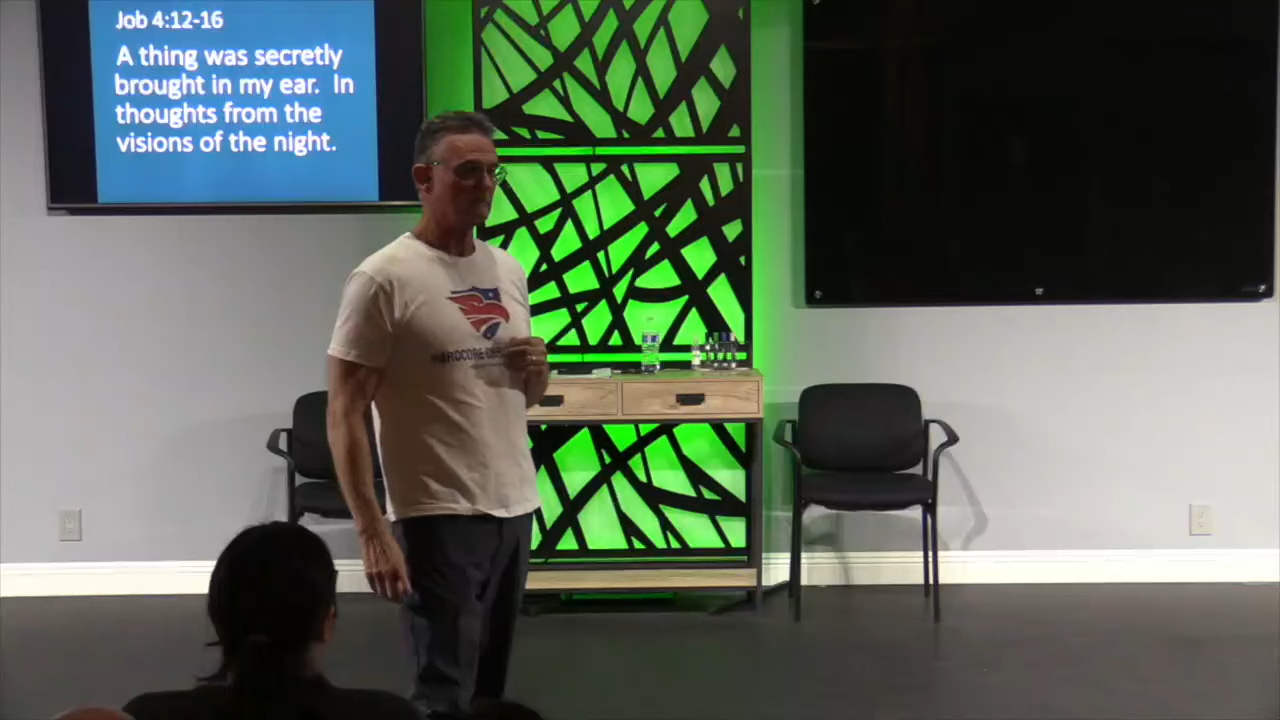 Job 4:12-16
A thing was secretly
brought in my ear. In
thoughts from the
visions of the night.
HARDCORE